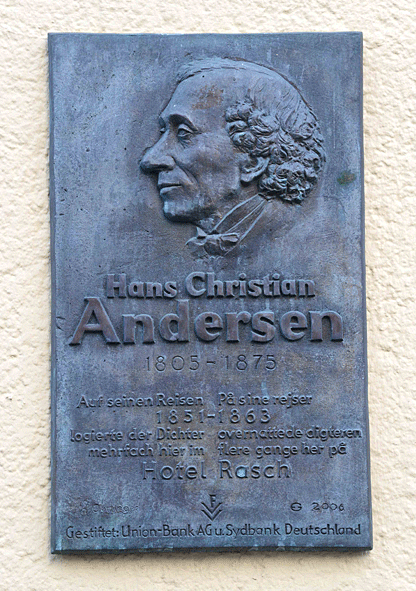 Hans Christian
Andersen
1805-1875
Auf seinen Reisen På sine rejser
1851-1863
logierte der Dichter overnattede digteren
mehrfach hier im flere gange her på
Hotel Rasch
2006
Gestiftet: Union-Bank AG u. Sydbank Deutschland